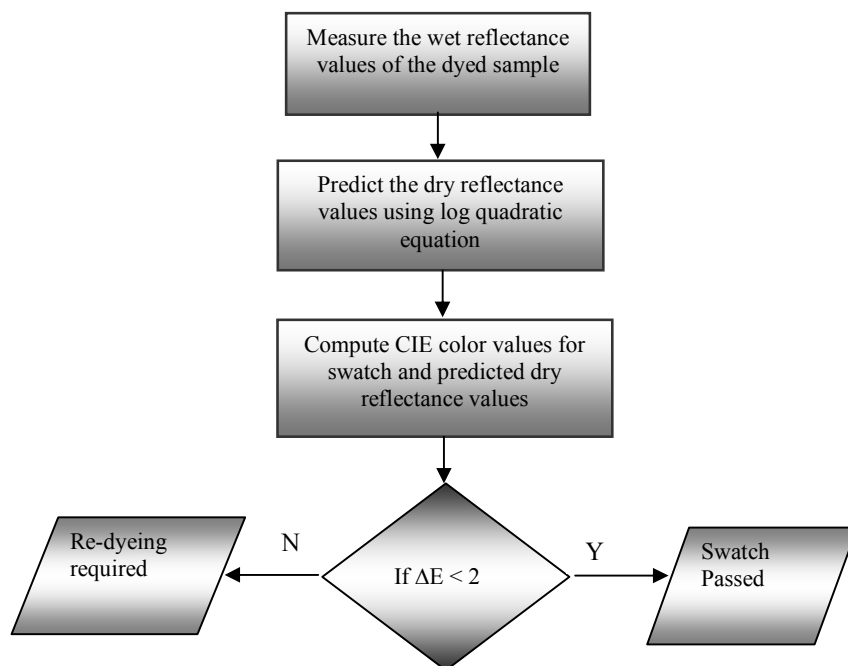 Measure the wet reflectance
values of the dyed sample
Predict the dry reflectance
values using log quadratic
equation
Compute CIE color values for
swatch and predicted dry
reflectance values
Re-dyeing
required
N
If ΔE < 2
Y
Swatch
Passed